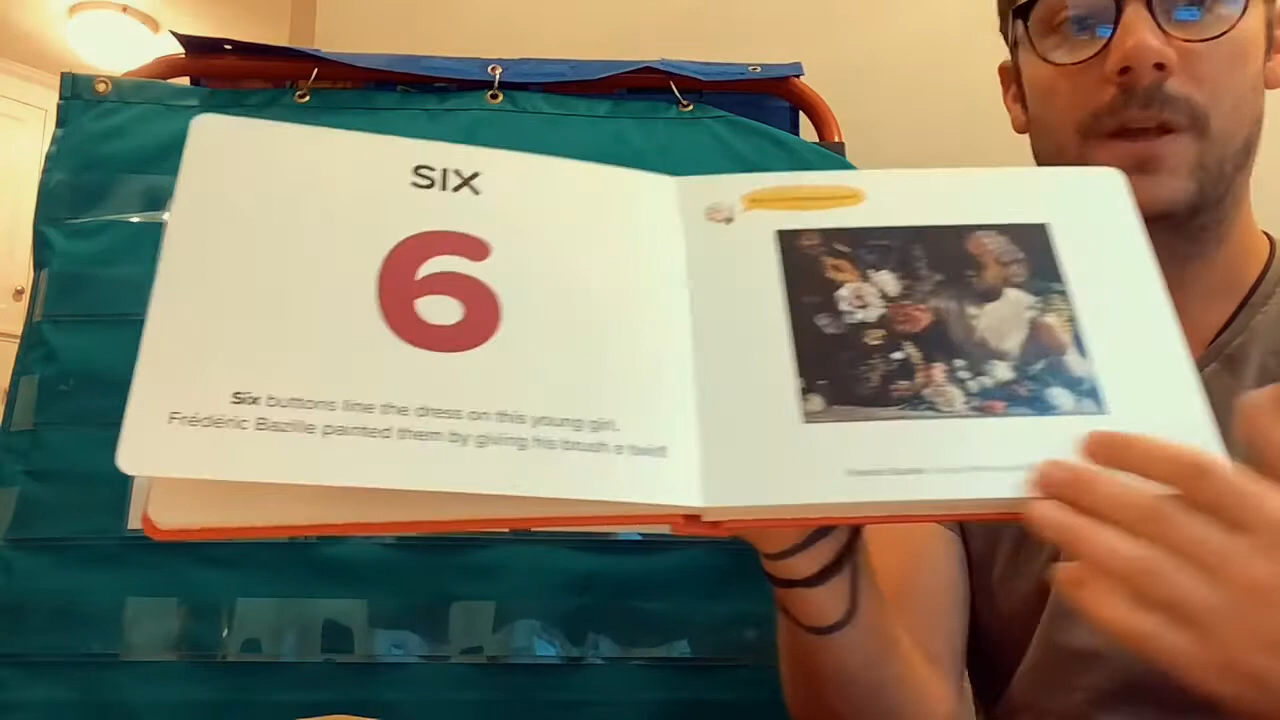 SIX
6
Six buttons line the dress on this young girl.
Frédéric Bazille painted them by giving his brush a twirl.